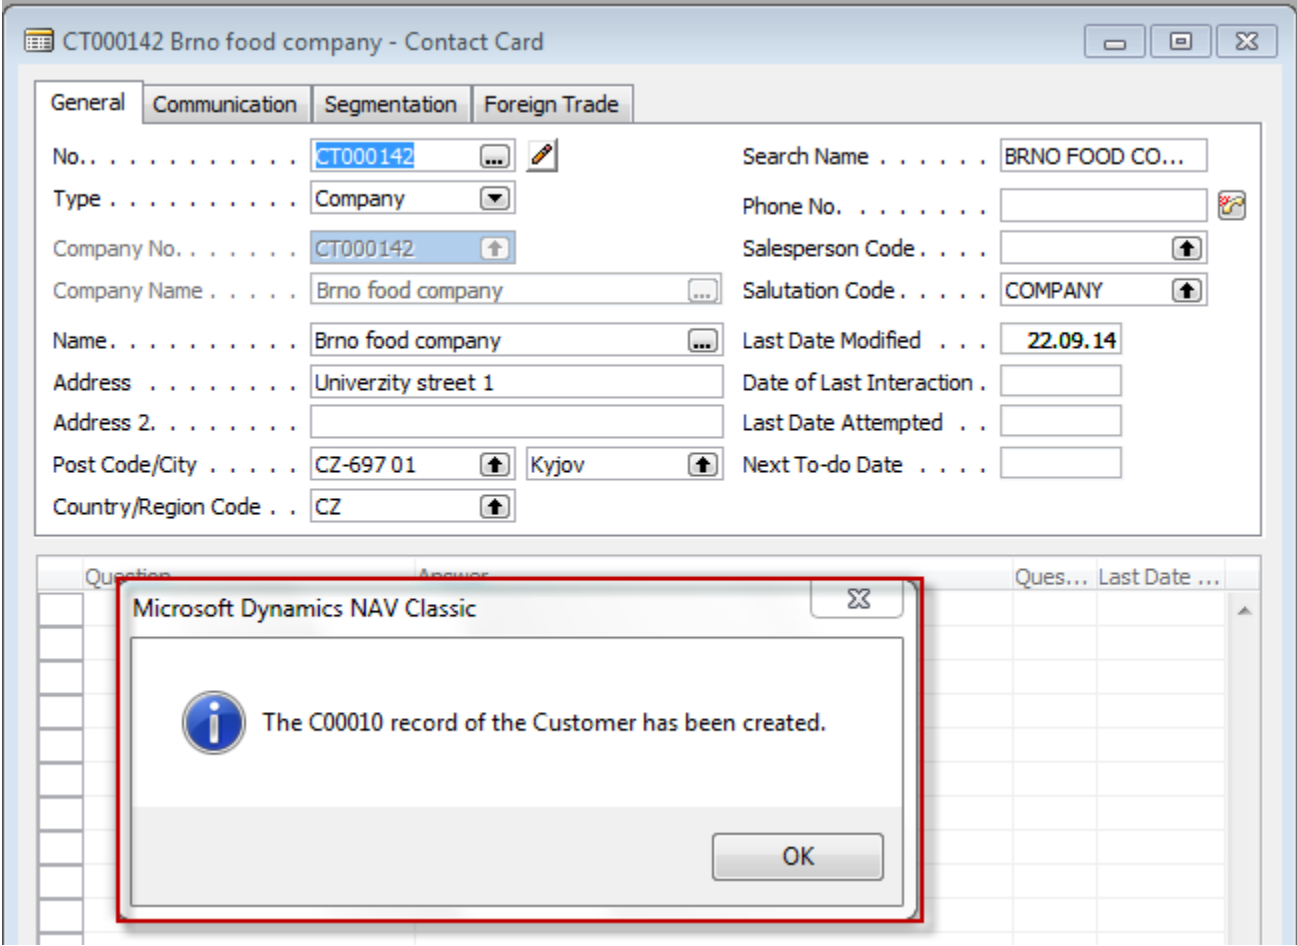 CT000142 Brno food company - Contact Card
General Communication Segmentation Foreign Trade
No.. . . . . . . . . . . CT000142 ... Search Name . . . . . . BRNO FOOD CO...
Type . . . . . . . . . . Company Phone No. . . . . . . .
Company No. . . . . . . CT000142 Salesperson Code . . . .
Company Name . . . . . Brno food company ... Salutation Code . . . . . COMPANY
Name. . . . . . . . . . Brno food company ... Last Date Modified . . . 22.09.14
Address . . . . . . . . Univerzity street 1 Date of Last Interaction .
Address 2. . . . . . . . Last Date Attempted . .
Post Code/City . . . . . CZ-697 01 Kyjov Next To-do Date . . . .
Country/Region Code . . CZ
Question Answer Ques... Last Date ...
Microsoft Dynamics NAV Classic
The C00010 record of the Customer has been created.
OK